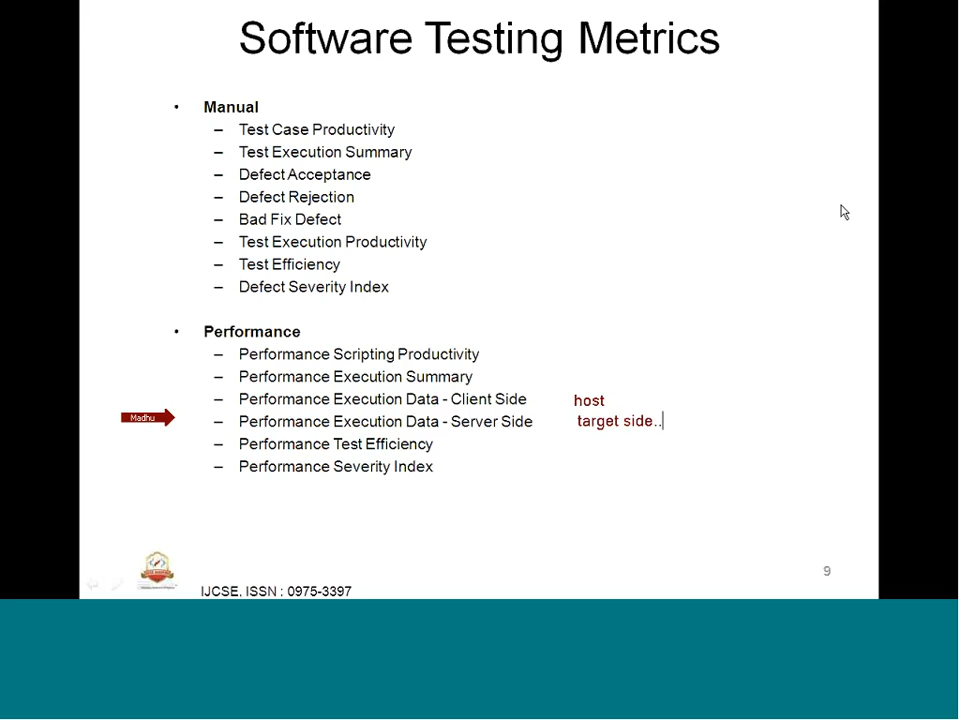 Software Testing Metrics
• Manual
– Test Case Productivity
– Test Execution Summary
– Defect Acceptance
– Defect Rejection
– Bad Fix Defect
– Test Execution Productivity
– Test Efficiency
– Defect Severity Index
• Performance
– Performance Scripting Productivity
– Performance Execution Summary
– Performance Execution Data - Client Side host
Madhu – Performance Execution Data - Server Side target side..
– Performance Test Efficiency
– Performance Severity Index
9
IJCSE, ISSN : 0975-3397